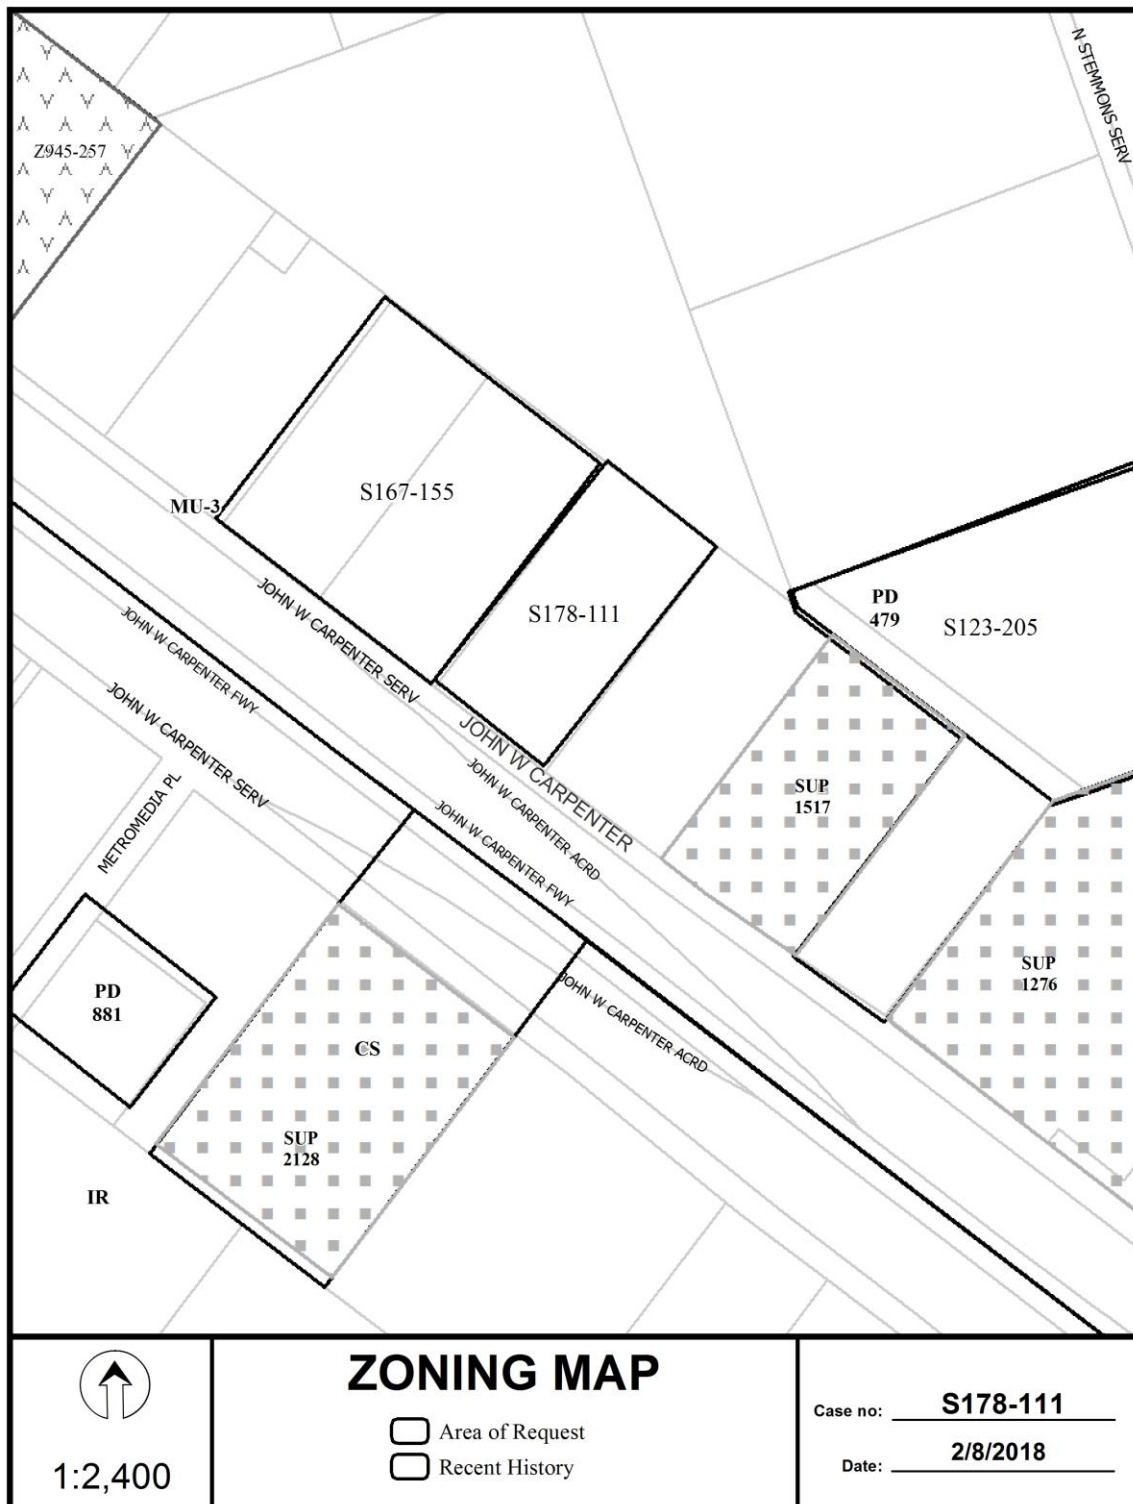 N STEMMONS SERV
Z945-257
S167-155
MU-3
S178-111
PD
479
S123-205
JOHN W CARPENTER SERV
JOHN W CARPENTER FWY
JOHN W CARPENTER SERV
JOHN W CARPENTER
JOHN W CARPENTER ACRD
JOHN W CARPENTER FWY
METROMEDIA PL
SUP
1517
SUP
1276
PD
881
JOHN W CARPENTER ACRD
CS
SUP
2128
IR
1:2,400
ZONING MAP
Area of Request
Recent History
Case no: S178-111
Date: 2/8/2018